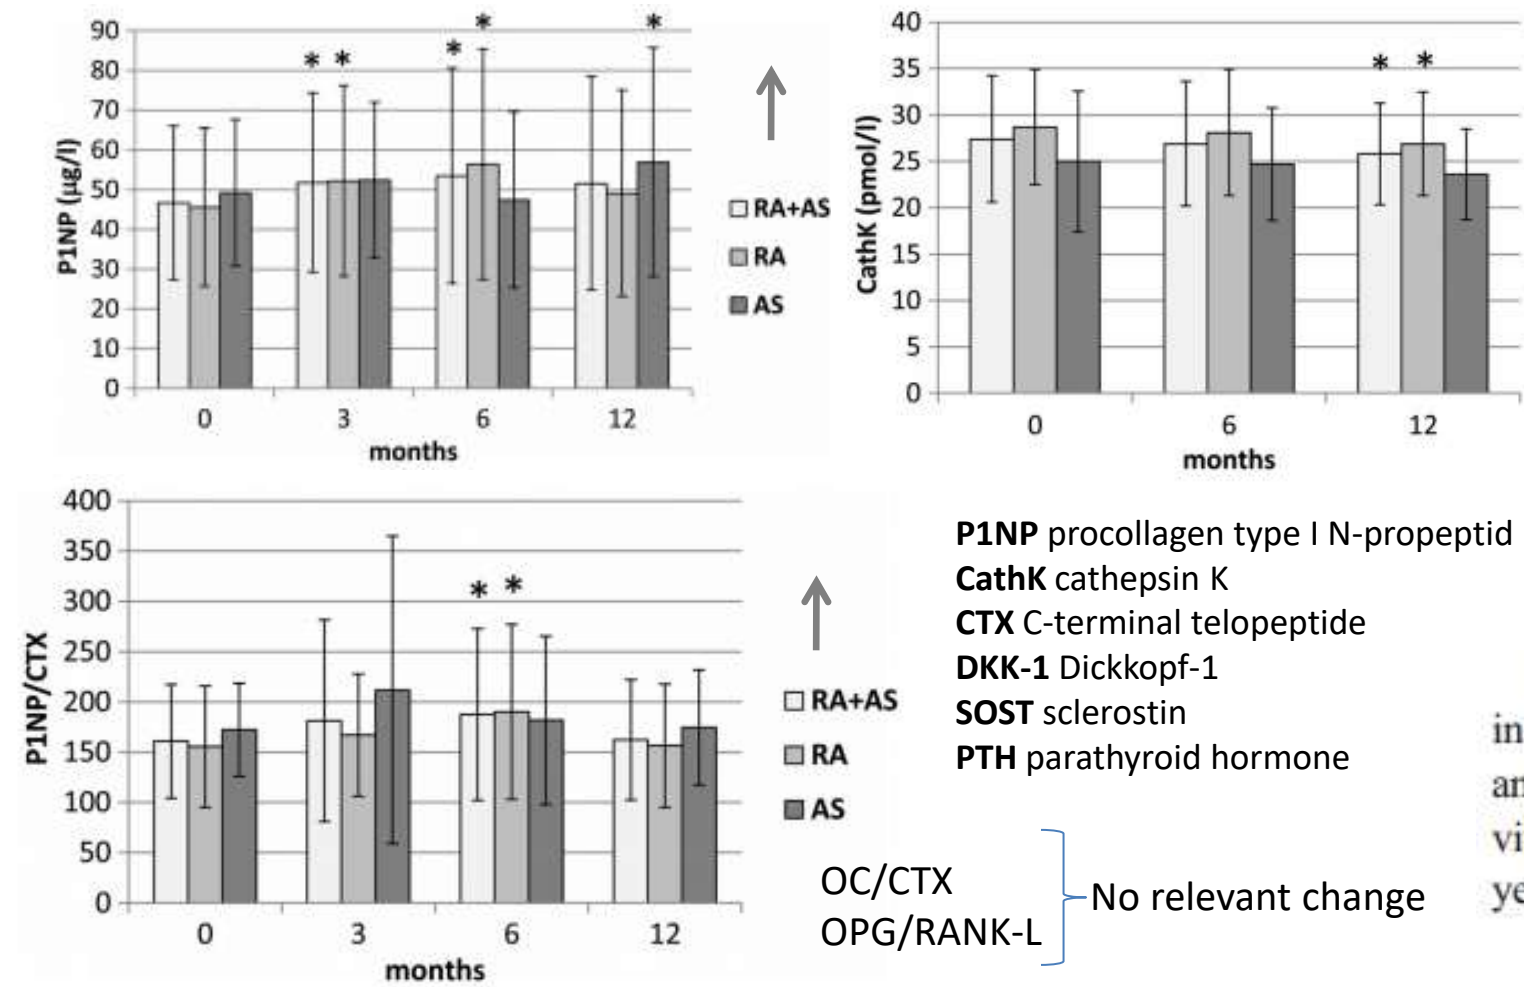 90
80
70
60
50
40
30
20
10
0
P1NP (µg/l)
* *
* *
*
0 3 6 12
months
RA+AS
RA
AS
40
35
30
25
20
15
10
5
0
CathK (pmol/l)
* *
0 6 12
months
400
350
300
250
200
150
100
50
0
P1NP/CTX
* *
0 3 6 12
months
RA+AS
RA
AS
P1NP procollagen type I N-propeptid
CathK cathepsin K
CTX C-terminal telopeptide
DKK-1 Dickkopf-1
SOST sclerostin
PTH parathyroid hormone
OC/CTX
OPG/RANK-L
No relevant change
in
vi